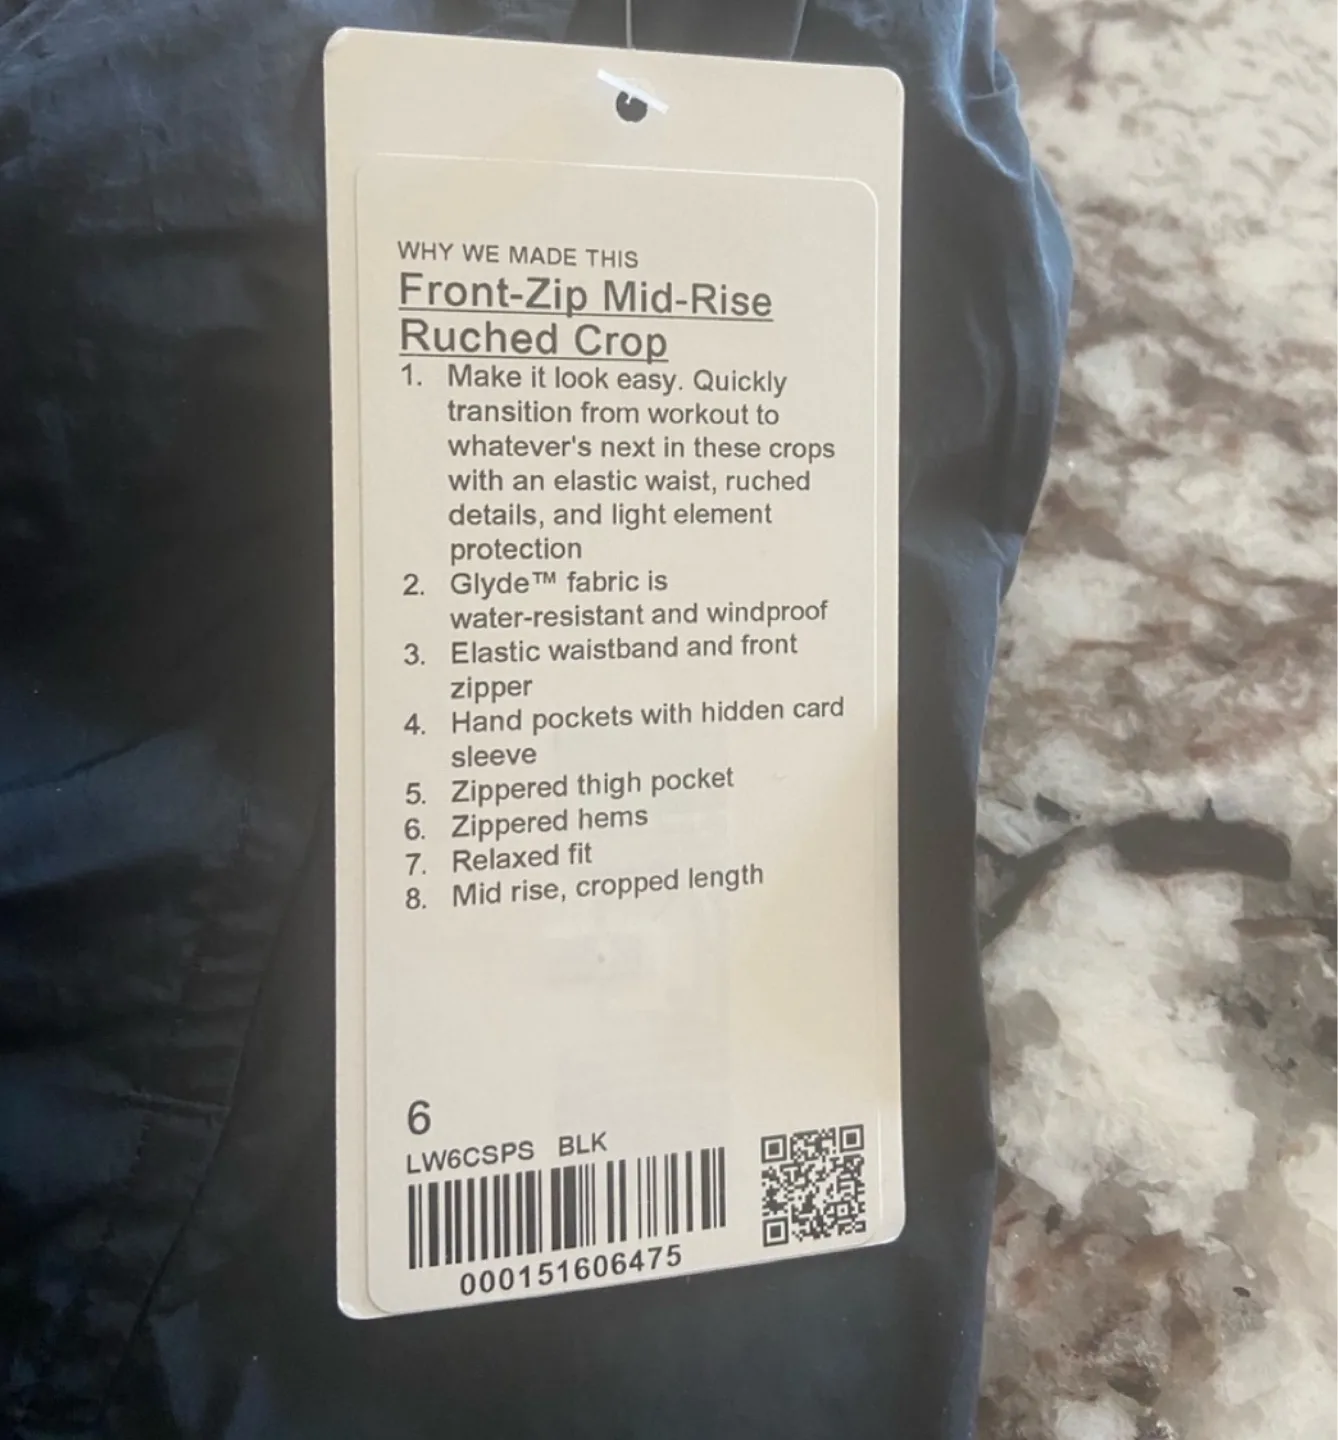 WHY WE MADE THIS
Front-Zip Mid-Rise
Ruched Crop
1. Make it look easy. Quickly
transition from workout to
whatever's next in these crops
with an elastic waist, ruched
details, and light element
protection
2. Glyde™ fabric is
water-resistant and windproof
3. Elastic waistband and front
zipper
4. Hand pockets with hidden card
sleeve
5. Zippered thigh pocket
6. Zippered hems
7. Relaxed fit
8. Mid rise, cropped length
6
LW6CSPS BLK
000151606475